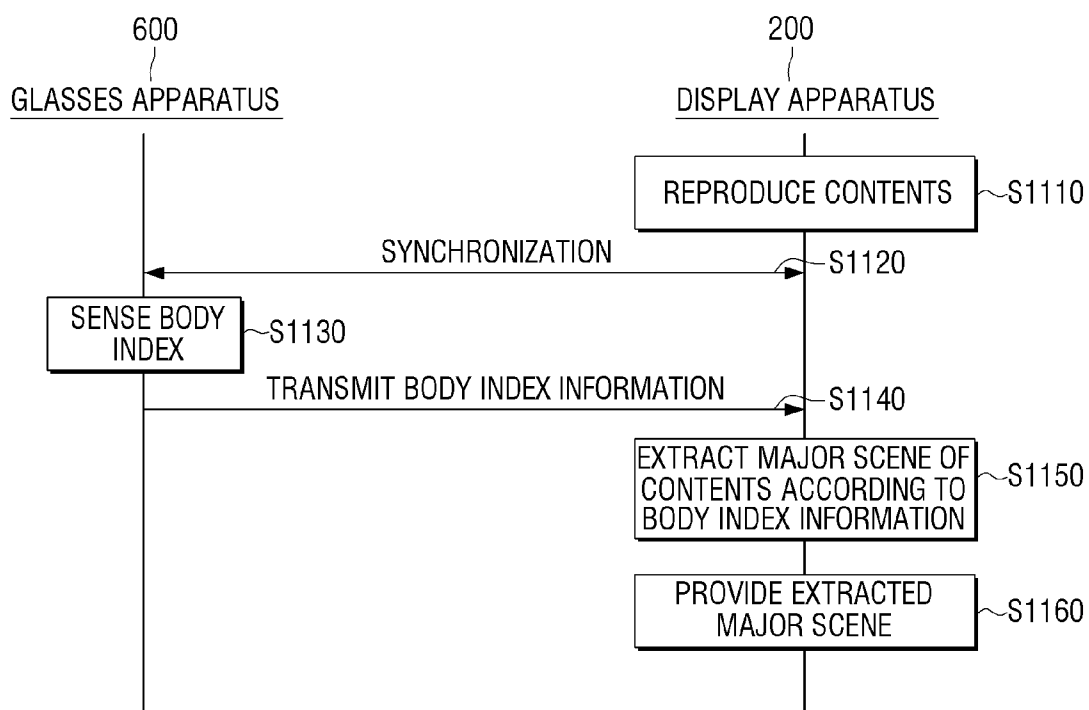 600
200
GLASSES APPARATUS
DISPLAY APPARATUS
REPRODUCE CONTENTS
S1110
SYNCHRONIZATION
S1120
SENSE BODY
INDEX
S1130
TRANSMIT BODY INDEX INFORMATION
S1140
EXTRACT MAJOR SCENE OF
CONTENTS ACCORDING TO
BODY INDEX INFORMATION
S1150
PROVIDE EXTRACTED
MAJOR SCENE
S1160